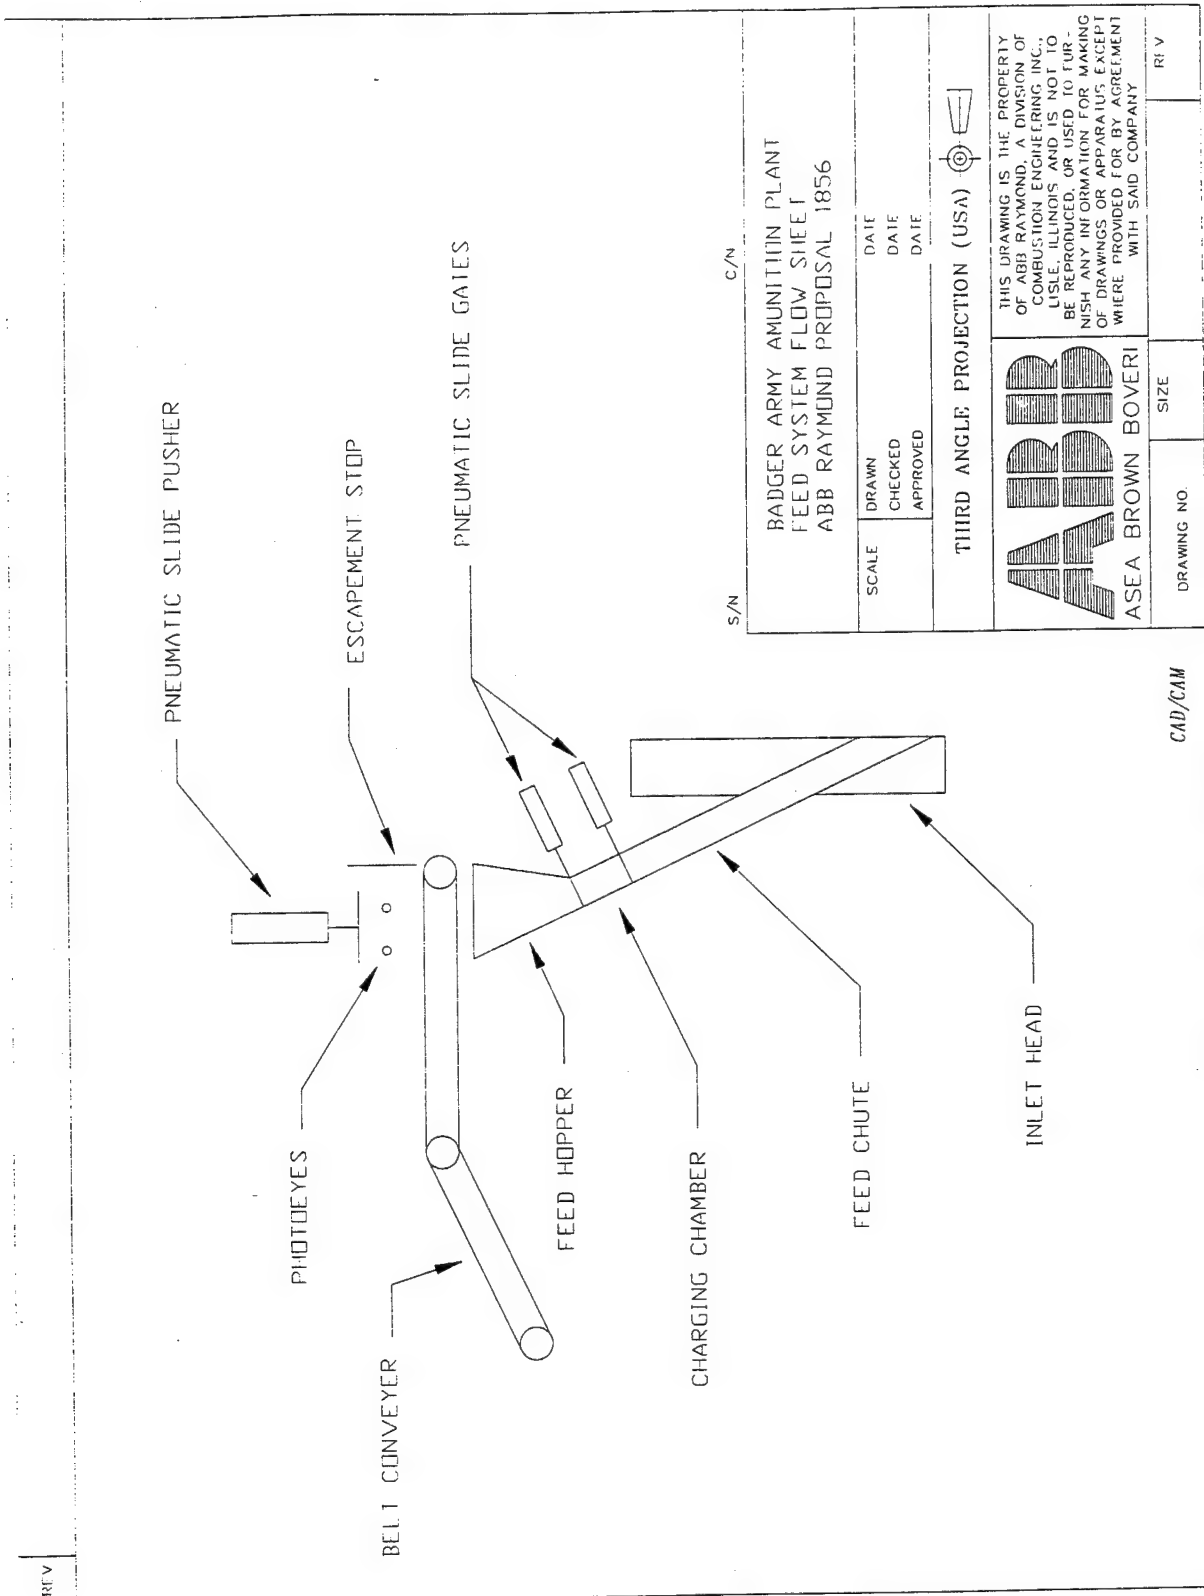 REV
PNEUMATIC SLIDE PUSHER
ESCAPEMENT STOP
PHOTOEYES
PNEUMATIC SLIDE GATES
BELT CONVEYER
FEED HOPPER
CHARGING CHAMBER
FEED CHUTE
INLET HEAD
S/N
C/N
BADGER ARMY AMUNITION PLANT
FEED SYSTEM FLOW SHEET
ABB RAYMOND PROPOSAL 1856
SCALE
DRAWN DATE
CHECKED DATE
APPROVED DATE
THIRD ANGLE PROJECTION (USA)
ABB
ASEA BROWN BOVERI
THIS DRAWING IS THE PROPERTY
OF ABB RAYMOND, A DIVISION OF
COMBUSTION ENGINEERING INC.,
LISLE, ILLINOIS AND IS NOT TO
BE REPRODUCED, OR USED TO FUR-
NISH ANY INFORMATION FOR MAKING
OF DRAWINGS OR APPARATUS EXCEPT
WHERE PROVIDED FOR BY AGREEMENT
WITH SAID COMPANY
DRAWING NO.
SIZE
REV
CAD/CAM